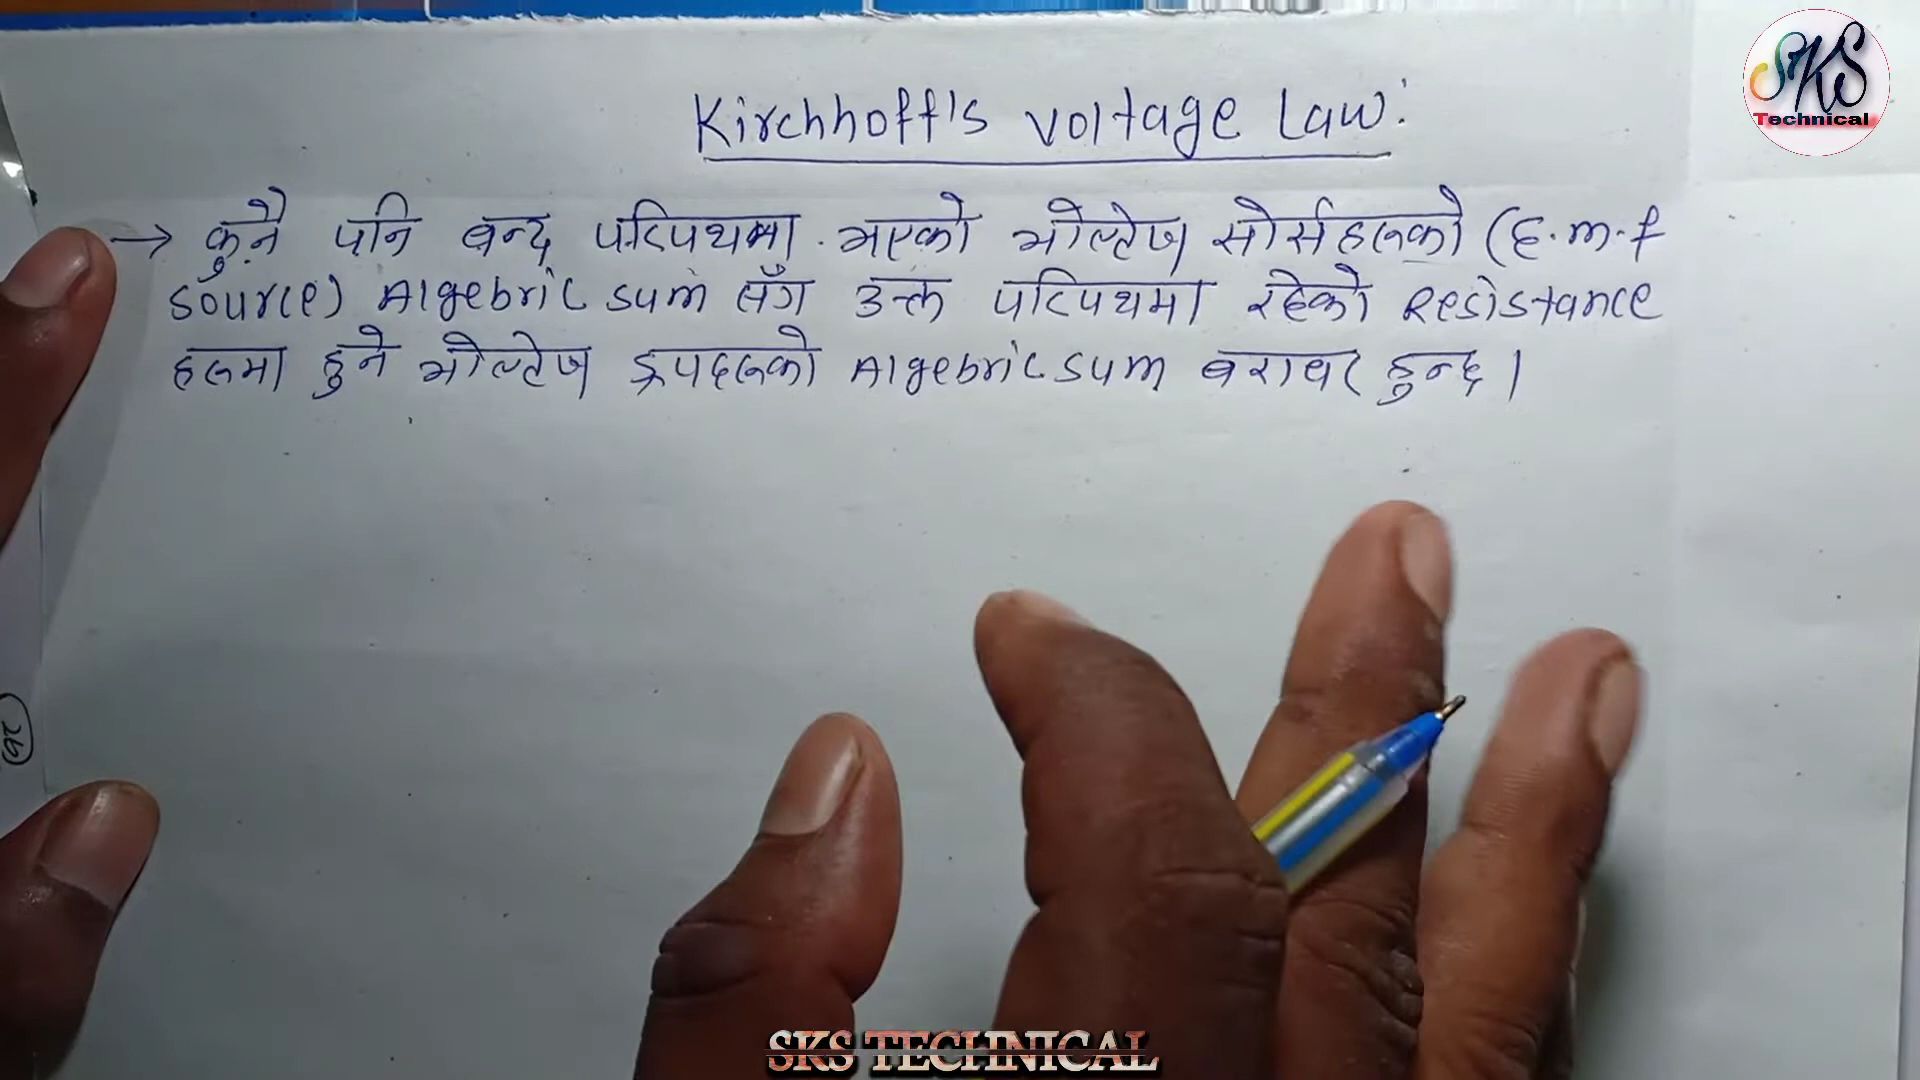 SKS
Technical
Kirchhoff's voltage Law:
→ कुनै पनि बन्द परिपथमा भएको भोल्टेज सोर्सहरुको (E.m.f
source) Algebric sum सँग उक्त परिपथमा रहेको Resistance
हरुमा हुने भोल्टेज ड्रपहरुको Algebric sum बराबर हुन्छ ।
SKS TECHNICAL